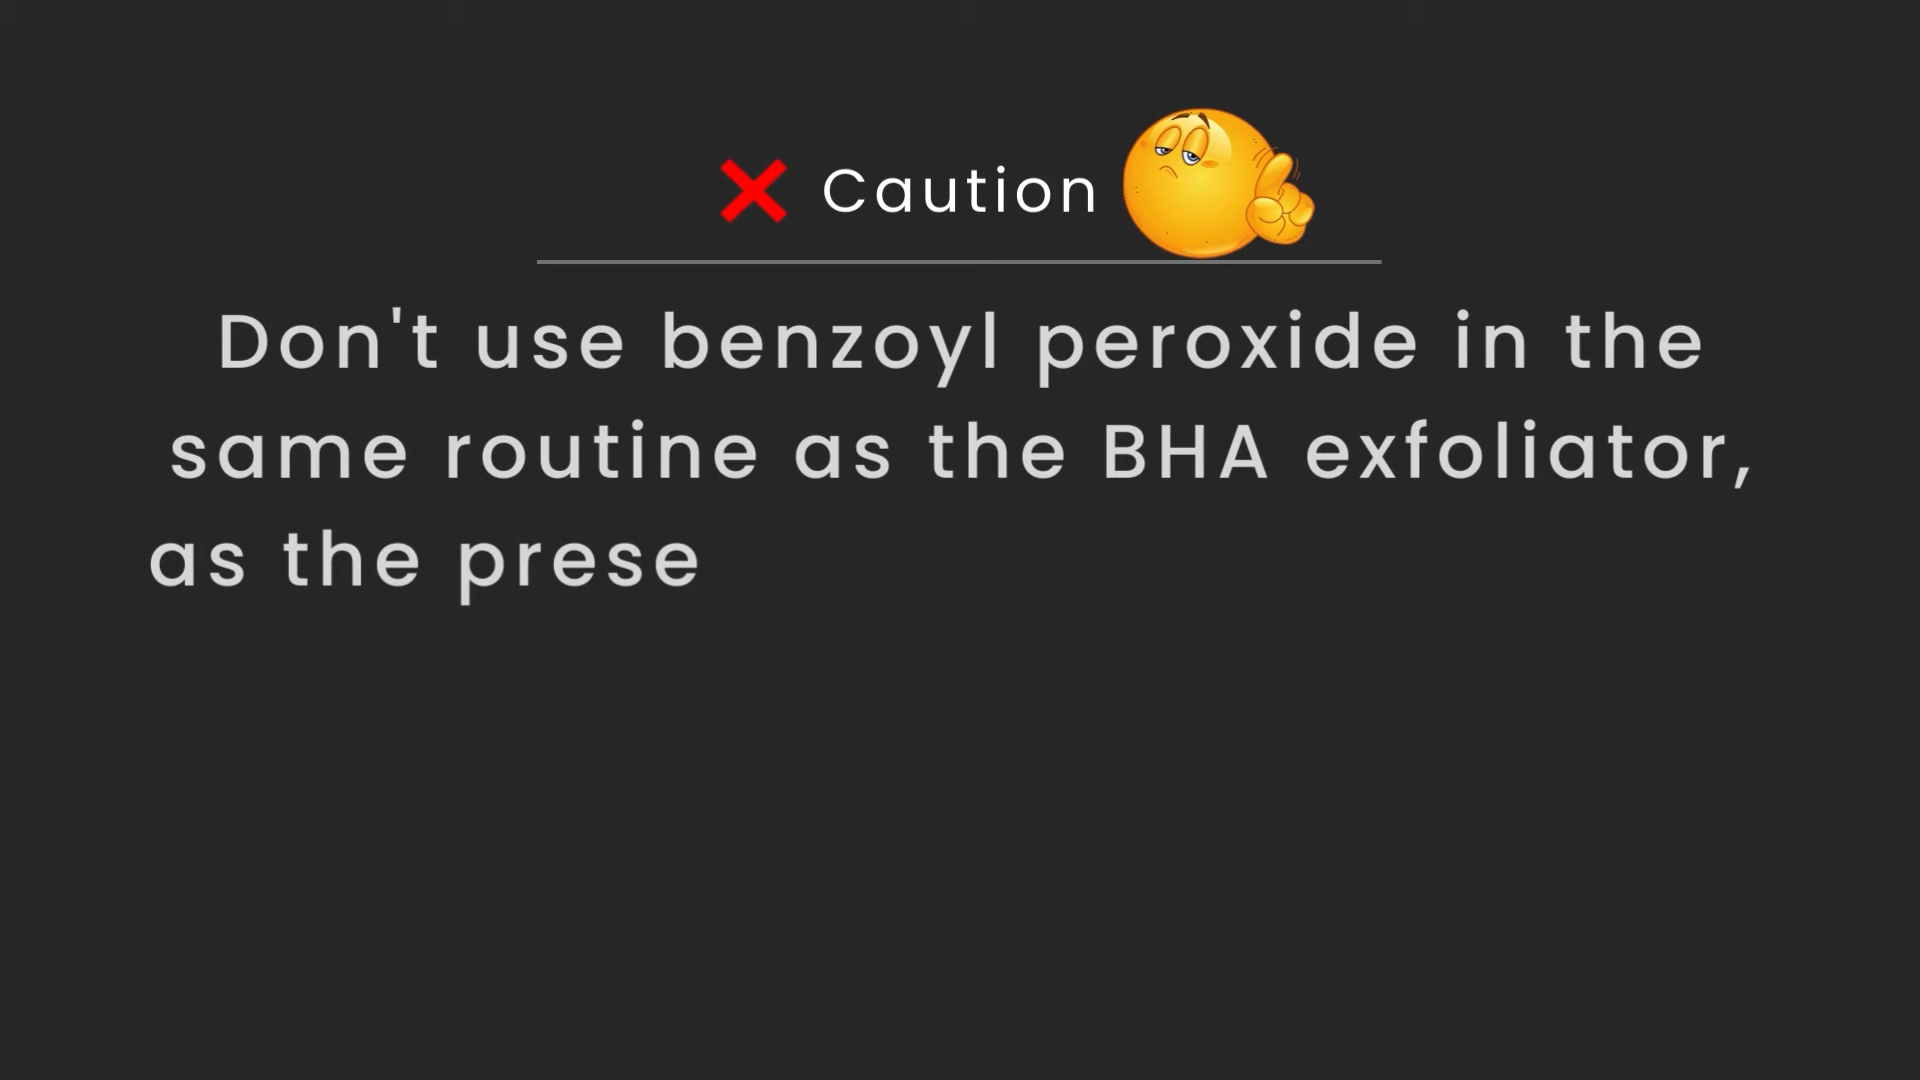 Caution
Don't use benzoyl peroxide in the
same routine as the BHA exfoliator,
as the prese